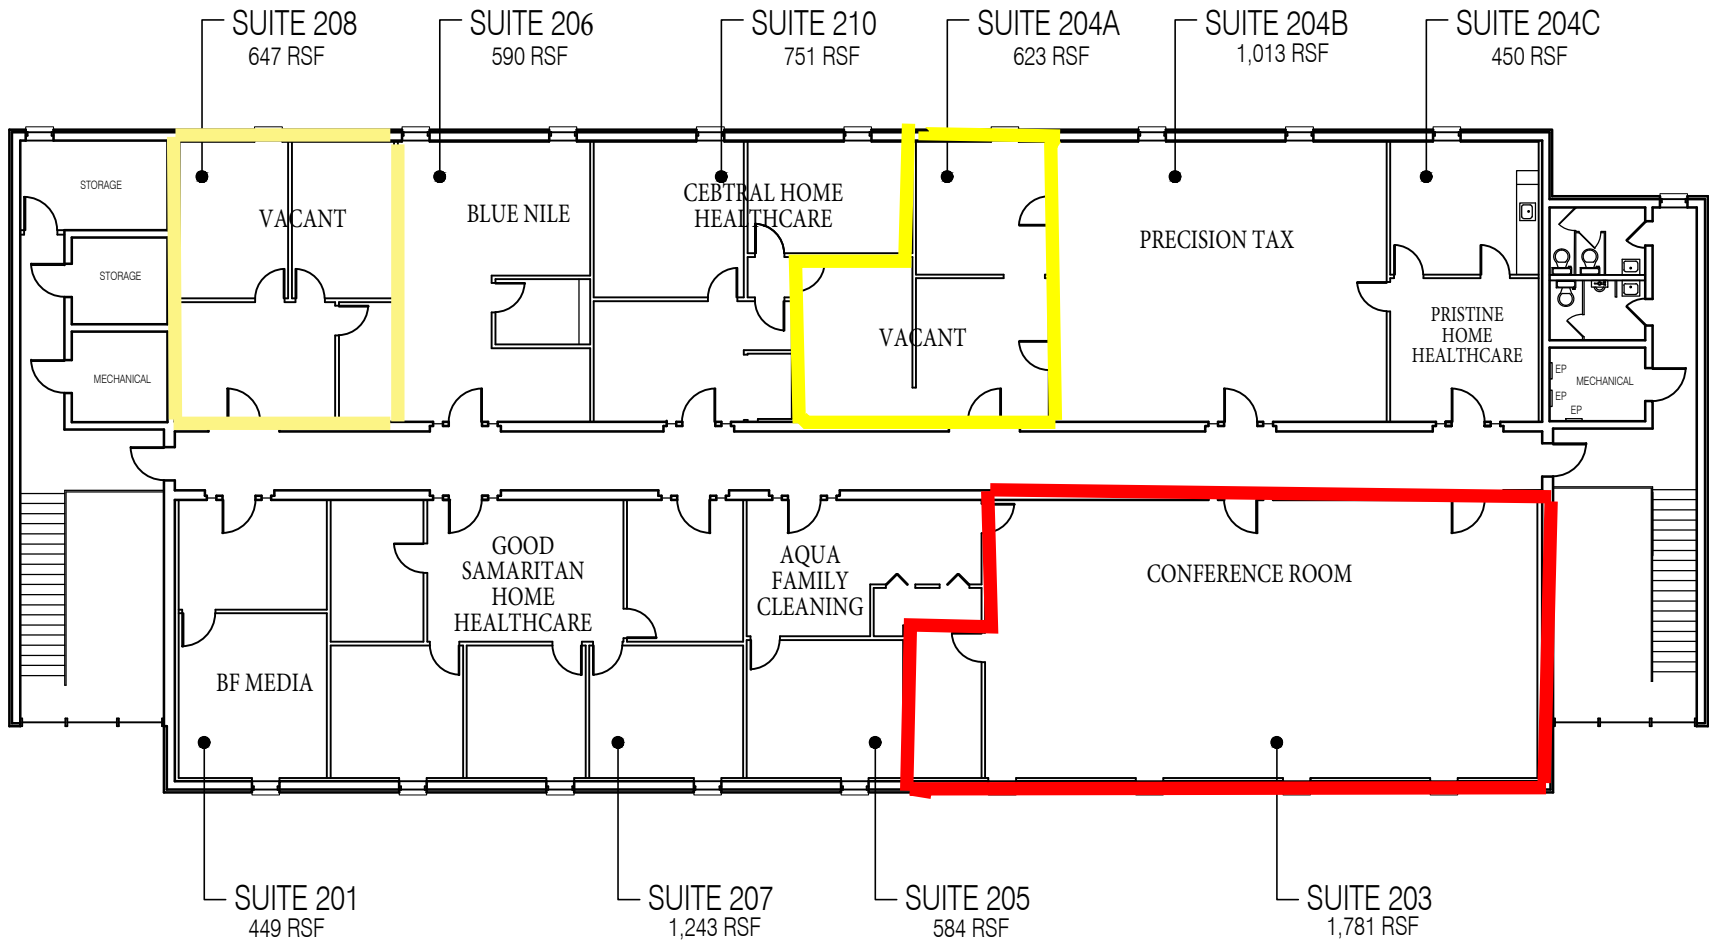 SUITE 208
647 RSF
SUITE 206
590 RSF
SUITE 210
751 RSF
SUITE 204A
623 RSF
SUITE 204B
1,013 RSF
SUITE 204C
450 RSF
STORAGE
VACANT
BLUE NILE
CEBTRAL HOME
HEALTHCARE
PRECISION TAX
STORAGE
VACANT
PRISTINE
HOME
HEALTHCARE
MECHANICAL
EP
EP
EP
MECHANICAL
GOOD
SAMARITAN
HOME
HEALTHCARE
AQUA
FAMILY
CLEANING
CONFERENCE ROOM
BF MEDIA
SUITE 201
449 RSF
SUITE 207
1,243 RSF
SUITE 205
584 RSF
SUITE 203
1,781 RSF